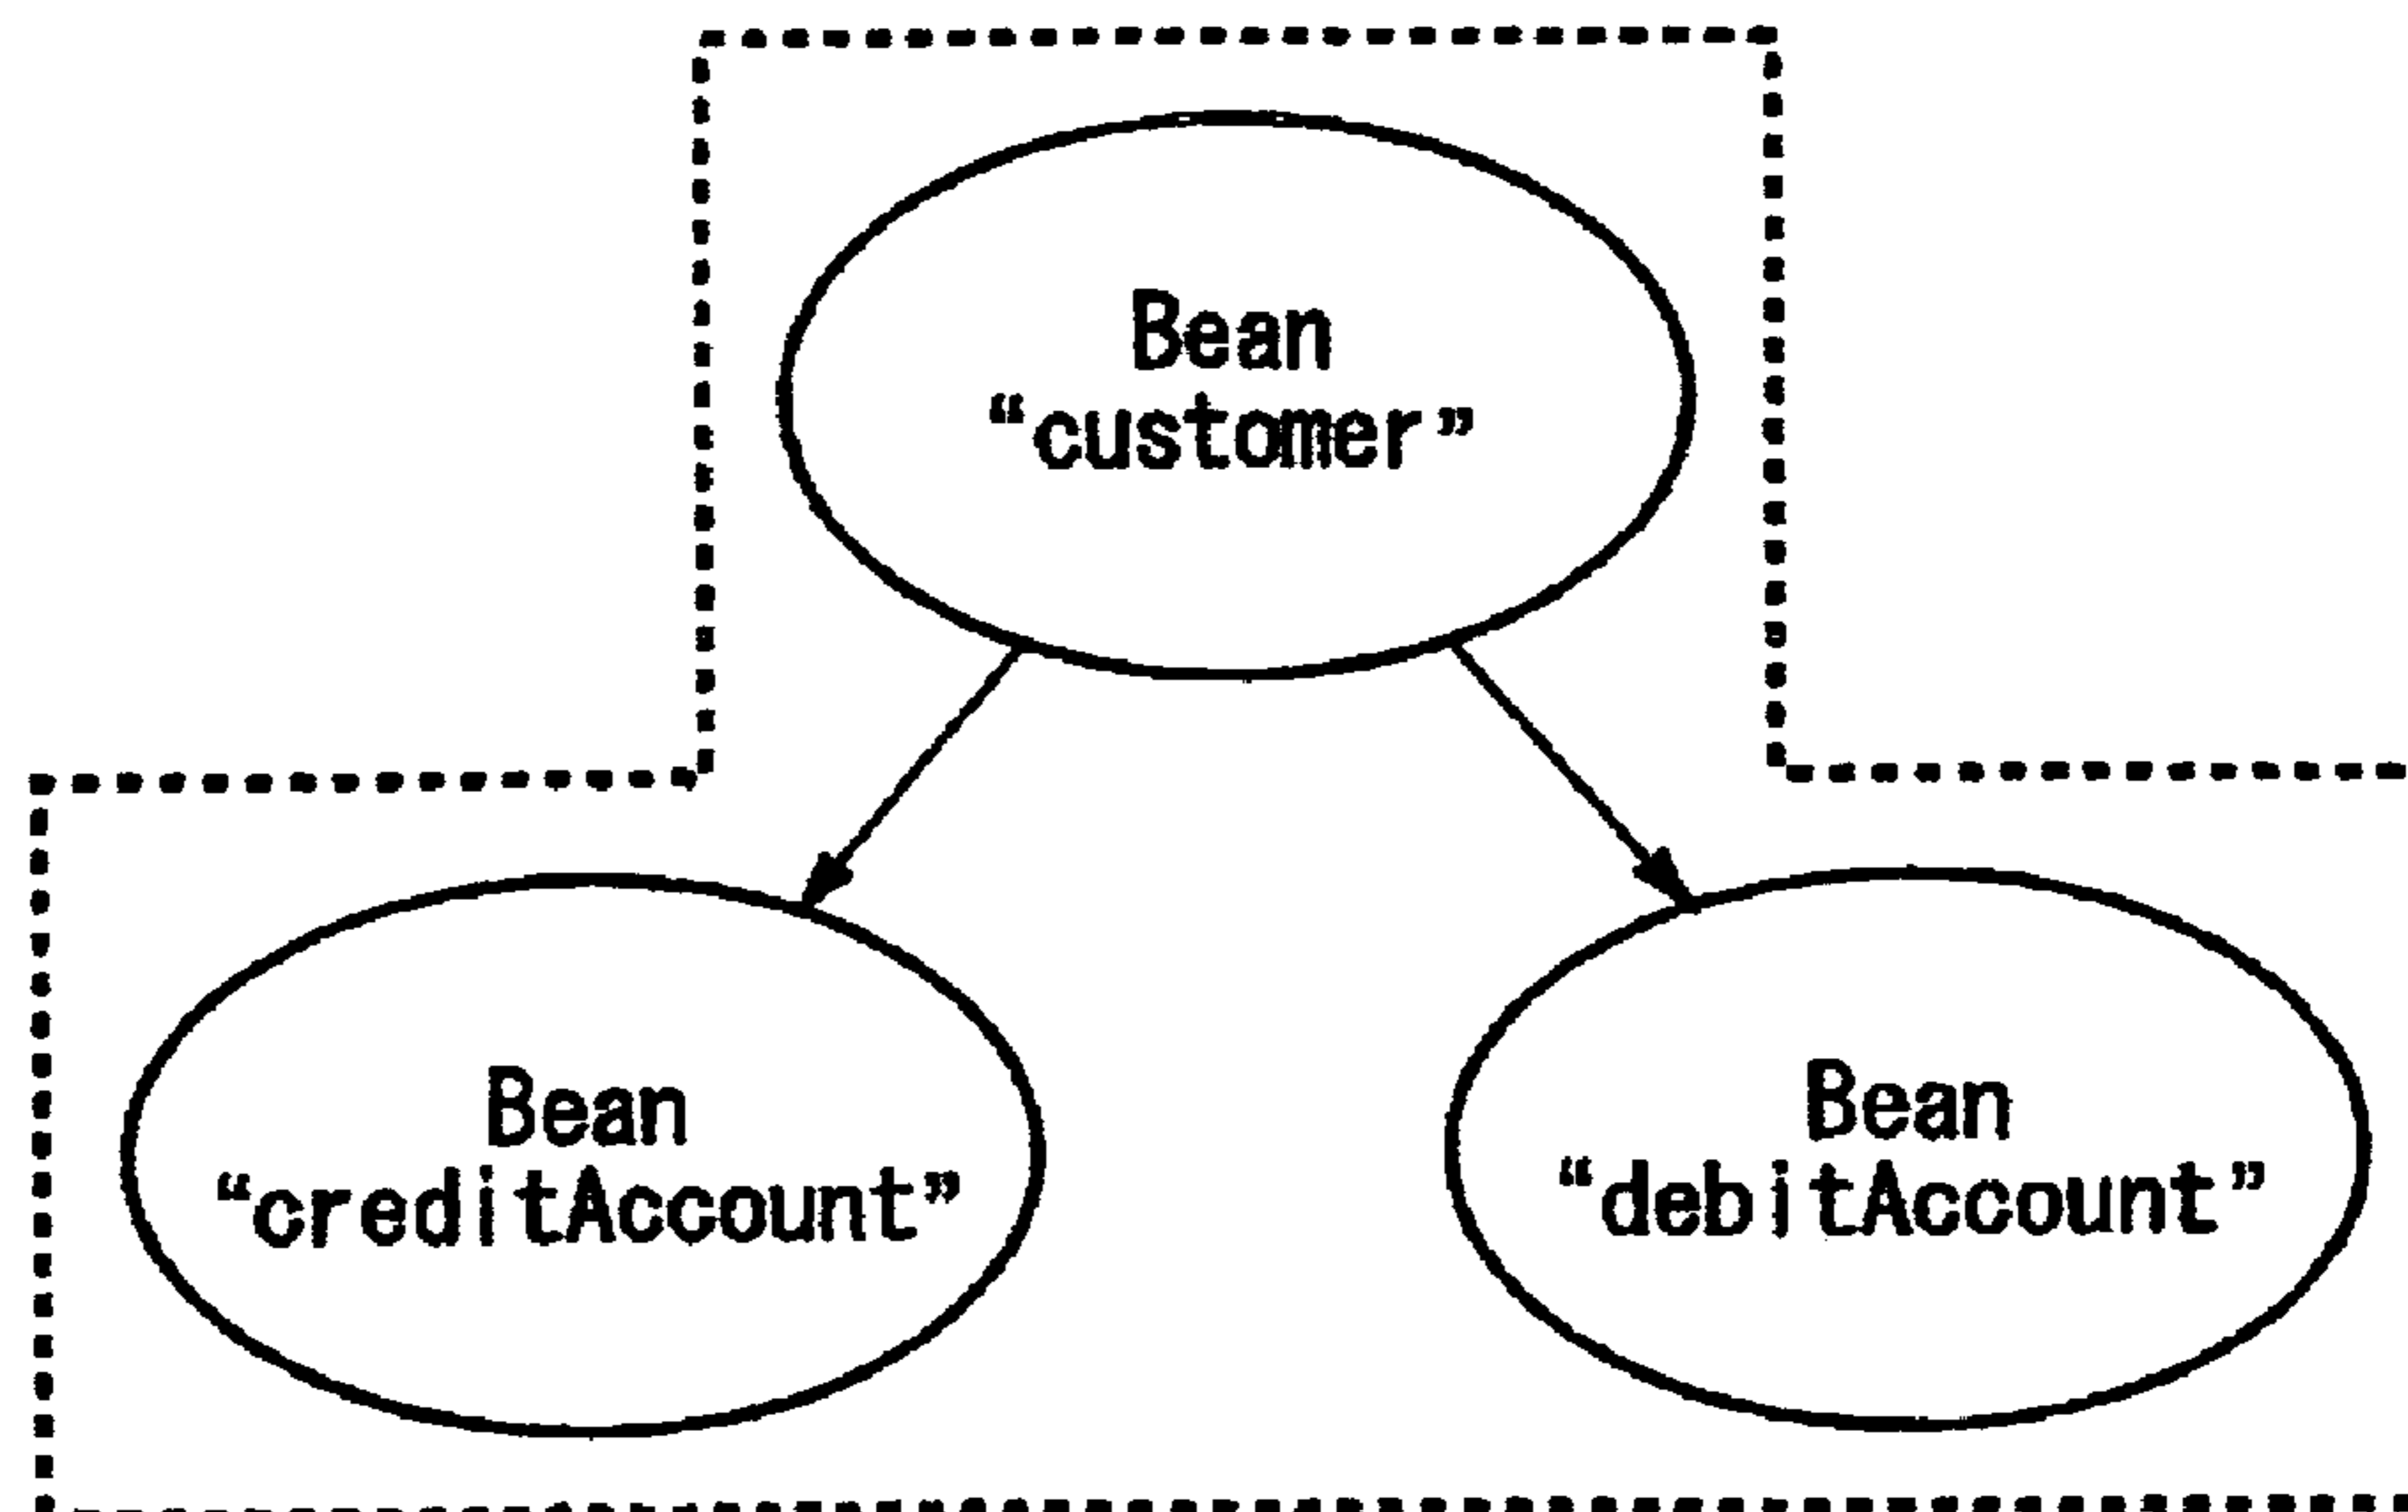 Bean
“customer”
Bean
“creditAccount”
Bean
“debitAccount”